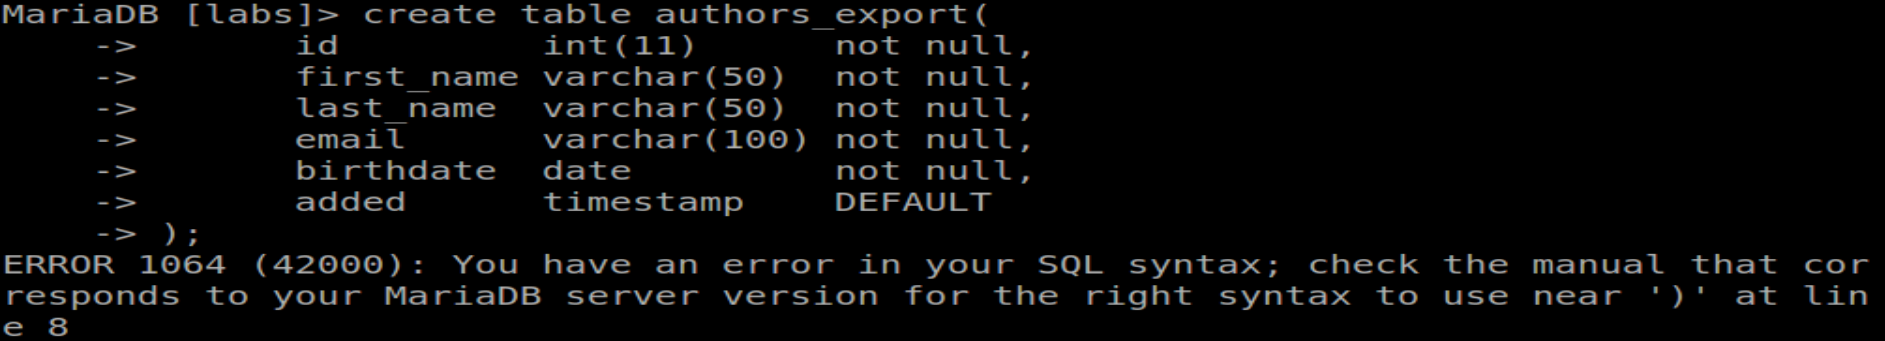 MariaDB [labs]> create table authors_export(
    ->         id         int(11)      not null,
    ->         first_name varchar(50)  not null,
    ->         last_name  varchar(50)  not null,
    ->         email      varchar(100) not null,
    ->         birthdate  date         not null,
    ->         added      timestamp    DEFAULT
    -> );
ERROR 1064 (42000): You have an error in your SQL syntax; check the manual that cor
responds to your MariaDB server version for the right syntax to use near ')' at lin
e 8